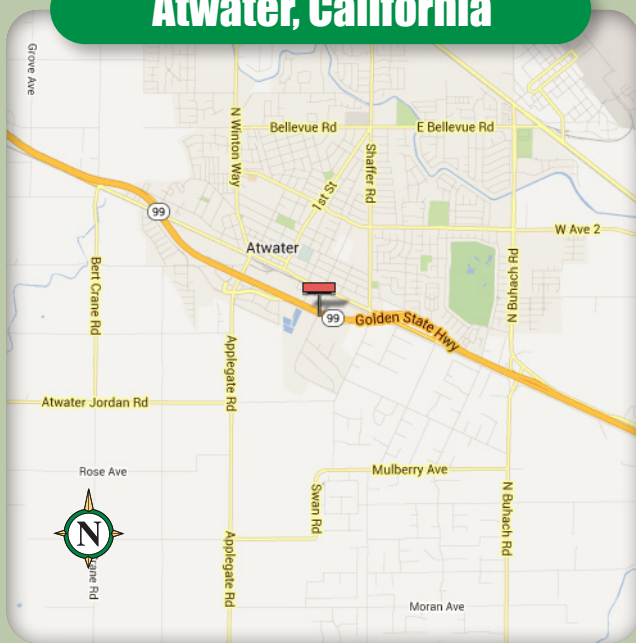 Atwater, California
Grove Ave
N Winton Way
Bellevue Rd
E Bellevue Rd
Shaffer Rd
1st St
99
W Ave 2
Atwater
Bert Crane Rd
N Buhach Rd
99
Golden State Hwy
Applegate Rd
Atwater Jordan Rd
Rose Ave
Mulberry Ave
Swan Rd
N Buhach Rd
N
Applegate Rd
rane Rd
Moran Ave